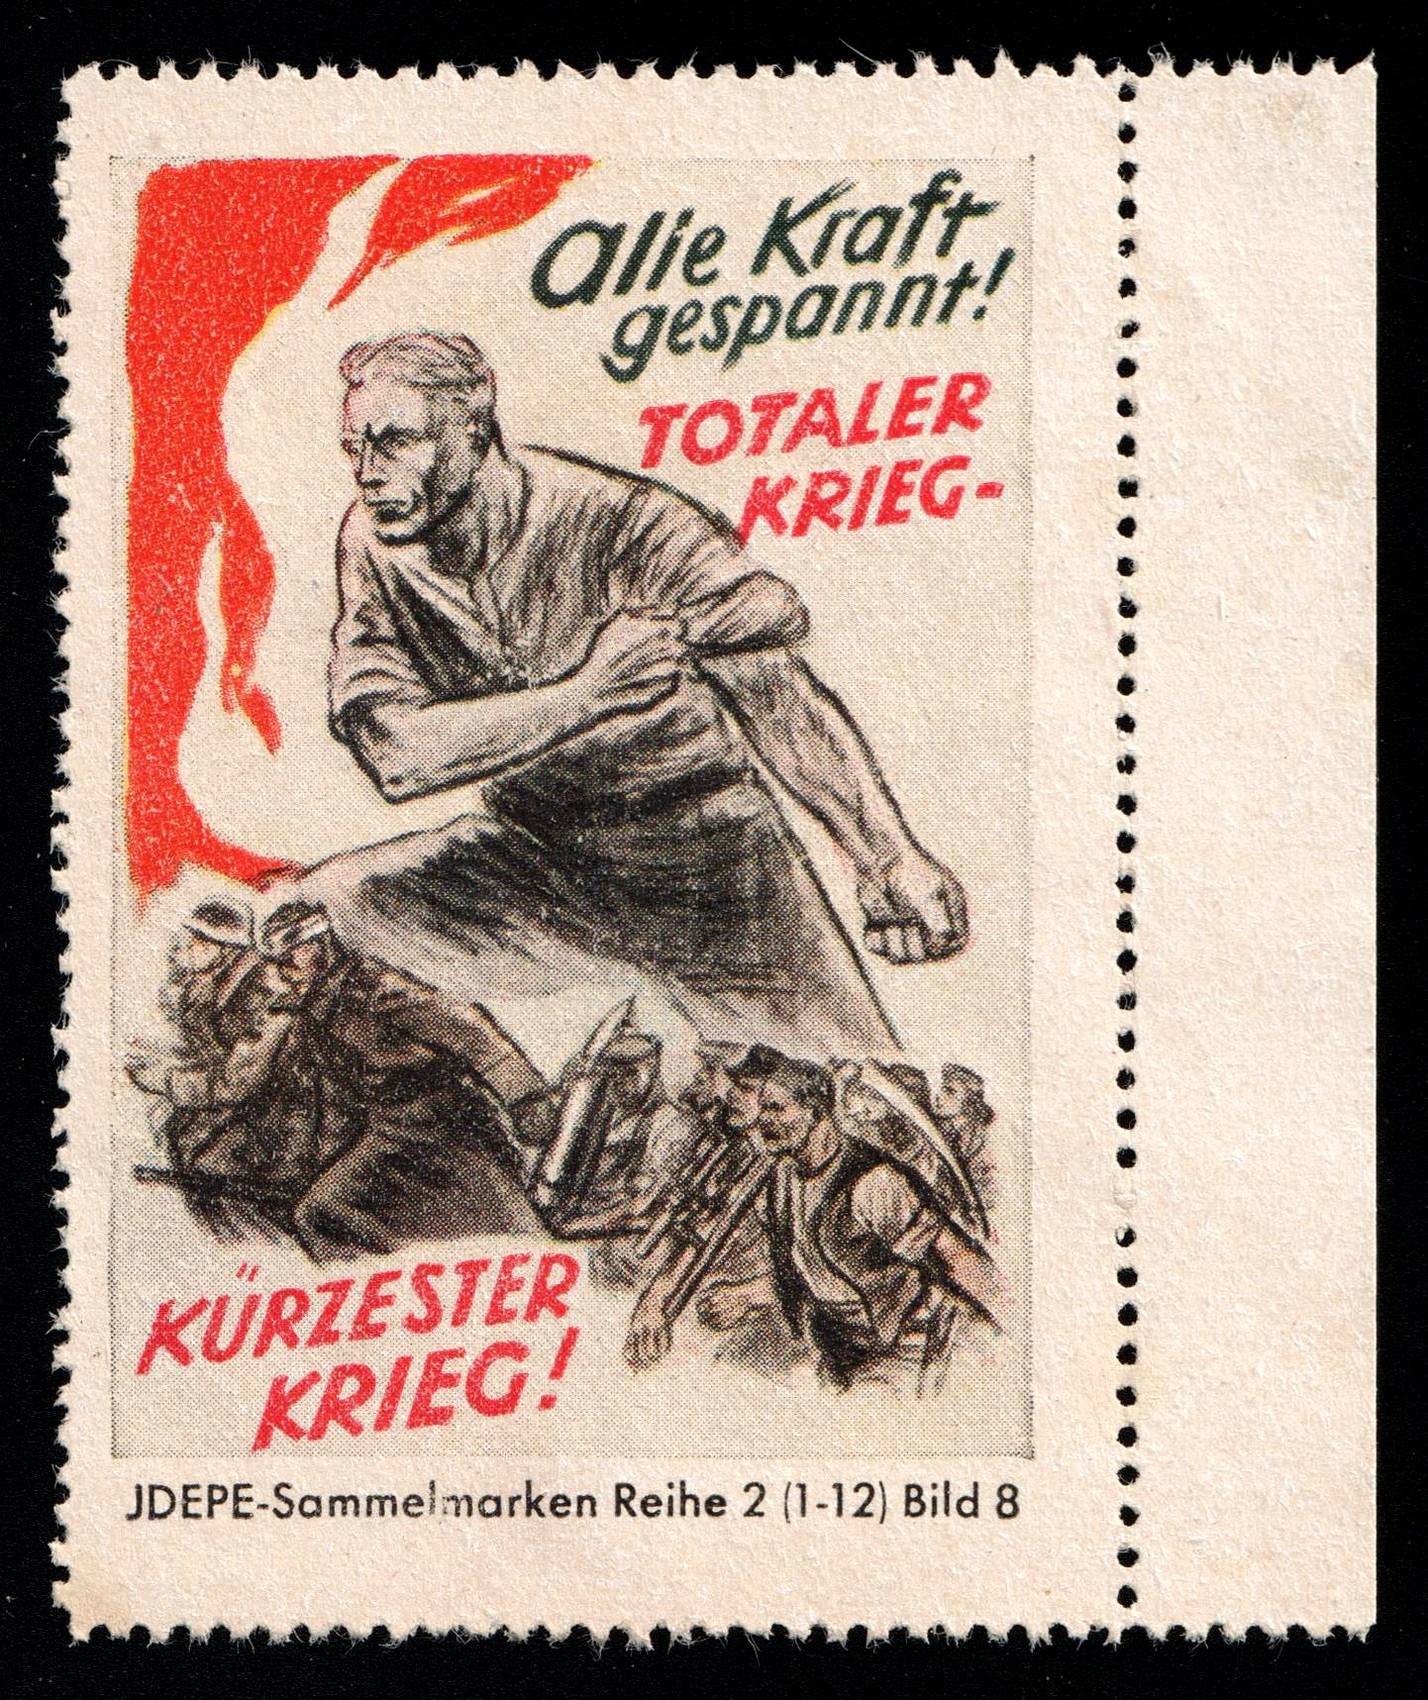 Alle Kraft
gespannt!
TOTALER
KRIEG-
KÜRZESTER
KRIEG!
JDEPE-Sammelmarken Reihe 2 (1-12) Bild 8